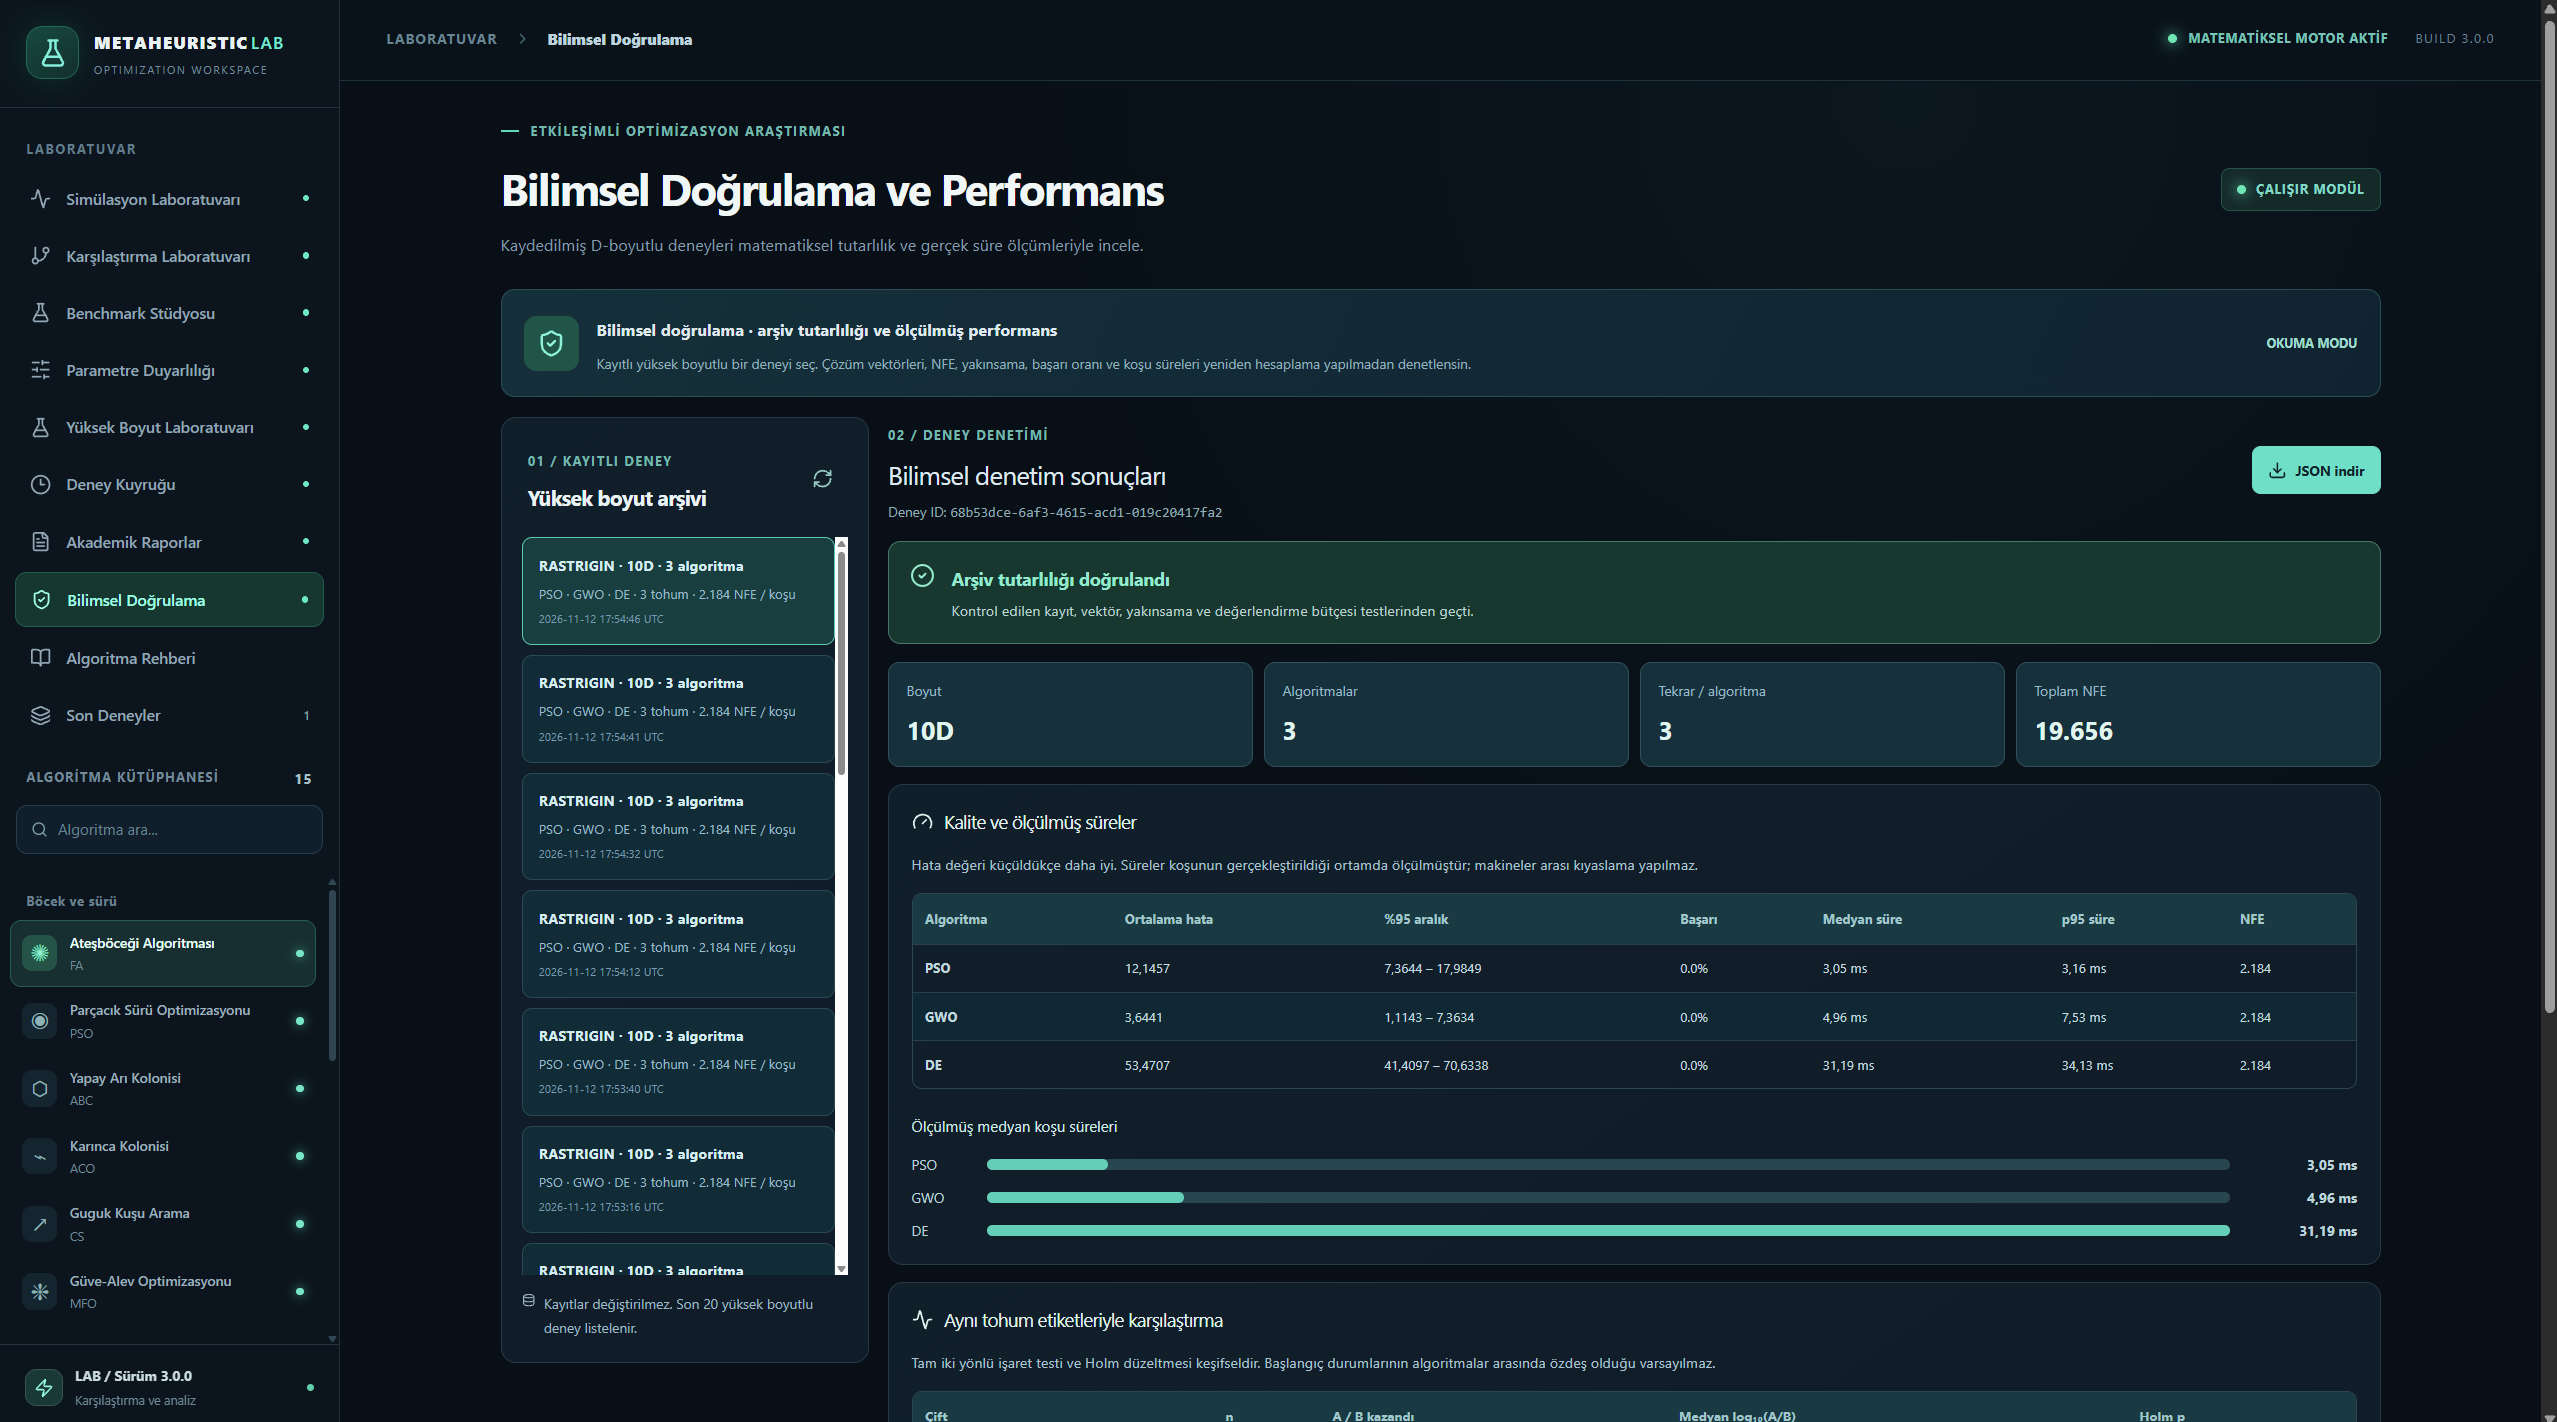 METAHEURISTIC LAB
OPTIMIZATION WORKSPACE
LABORATUVAR
Simülasyon Laboratuvarı
Karşılaştırma Laboratuvarı
Benchmark Stüdyosu
Parametre Duyarlılığı
Yüksek Boyut Laboratuvarı
Deney Kuyruğu
Akademik Raporlar
Bilimsel Doğrulama
Algoritma Rehberi
Son Deneyler 1
ALGORİTMA KÜTÜPHANESİ 15
Algoritma ara...
Böcek ve sürü
Ateşböceği Algoritması
FA
Parçacık Sürü Optimizasyonu
PSO
Yapay Arı Kolonisi
ABC
Karınca Kolonisi
ACO
Guguk Kuşu Arama
CS
Güve-Alev Optimizasyonu
MFO
LAB / Sürüm 3.0.0
Karşılaştırma ve analiz
LABORATUVAR > Bilimsel Doğrulama
MATEMATİKSEL MOTOR AKTİF BUILD 3.0.0
ETKİLEŞİMLİ OPTİMİZASYON ARAŞTIRMASI
Bilimsel Doğrulama ve Performans
ÇALIŞIR MODÜL
Kaydedilmiş D-boyutlu deneyleri matematiksel tutarlılık ve gerçek süre ölçümleriyle incele.
Bilimsel doğrulama · arşiv tutarlılığı ve ölçülmüş performans
Kayıtlı yüksek boyutlu bir deneyi seç. Çözüm vektörleri, NFE, yakınsama, başarı oranı ve koşu süreleri yeniden hesaplama yapılmadan denetlensin.
OKUMA MODU
01 / KAYITLI DENEY
Yüksek boyut arşivi
RASTRIGIN · 10D · 3 algoritma
PSO · GWO · DE · 3 tohum · 2.184 NFE / koşu
2026-11-12 17:54:46 UTC
RASTRIGIN · 10D · 3 algoritma
PSO · GWO · DE · 3 tohum · 2.184 NFE / koşu
2026-11-12 17:54:41 UTC
RASTRIGIN · 10D · 3 algoritma
PSO · GWO · DE · 3 tohum · 2.184 NFE / koşu
2026-11-12 17:54:32 UTC
RASTRIGIN · 10D · 3 algoritma
PSO · GWO · DE · 3 tohum · 2.184 NFE / koşu
2026-11-12 17:54:12 UTC
RASTRIGIN · 10D · 3 algoritma
PSO · GWO · DE · 3 tohum · 2.184 NFE / koşu
2026-11-12 17:53:40 UTC
RASTRIGIN · 10D · 3 algoritma
PSO · GWO · DE · 3 tohum · 2.184 NFE / koşu
2026-11-12 17:53:16 UTC
RASTRIGIN · 10D · 3 algoritma
Kayıtlar değiştirilmez. Son 20 yüksek boyutlu
deney listelenir.
02 / DENEY DENETİMİ
Bilimsel denetim sonuçları
Deney ID: 68b53dce-6af3-4615-acd1-019c20417fa2
JSON indir
Arşiv tutarlılığı doğrulandı
Kontrol edilen kayıt, vektör, yakınsama ve değerlendirme bütçesi testlerinden geçti.
Boyut
10D
Algoritmalar
3
Tekrar / algoritma
3
Toplam NFE
19.656
Kalite ve ölçülmüş süreler
Hata değeri küçüldükçe daha iyi. Süreler koşunun gerçekleştirildiği ortamda ölçülmüştür; makineler arası kıyaslama yapılmaz.
Algoritma Ortalama hata %95 aralık Başarı Medyan süre p95 süre NFE
PSO 12,1457 7,3644 – 17,9849 0.0% 3,05 ms 3,16 ms 2.184
GWO 3,6441 1,1143 – 7,3634 0.0% 4,96 ms 7,53 ms 2.184
DE 53,4707 41,4097 – 70,6338 0.0% 31,19 ms 34,13 ms 2.184
Ölçülmüş medyan koşu süreleri
PSO 3,05 ms
GWO 4,96 ms
DE 31,19 ms
Aynı tohum etiketleriyle karşılaştırma
Tam iki yönlü işaret testi ve Holm düzeltmesi keşifseldir. Başlangıç durumlarının algoritmalar arasında özdeş olduğu varsayılmaz.
Çift n A / B kazandı Medyan log₁₀(A/B) Holm p